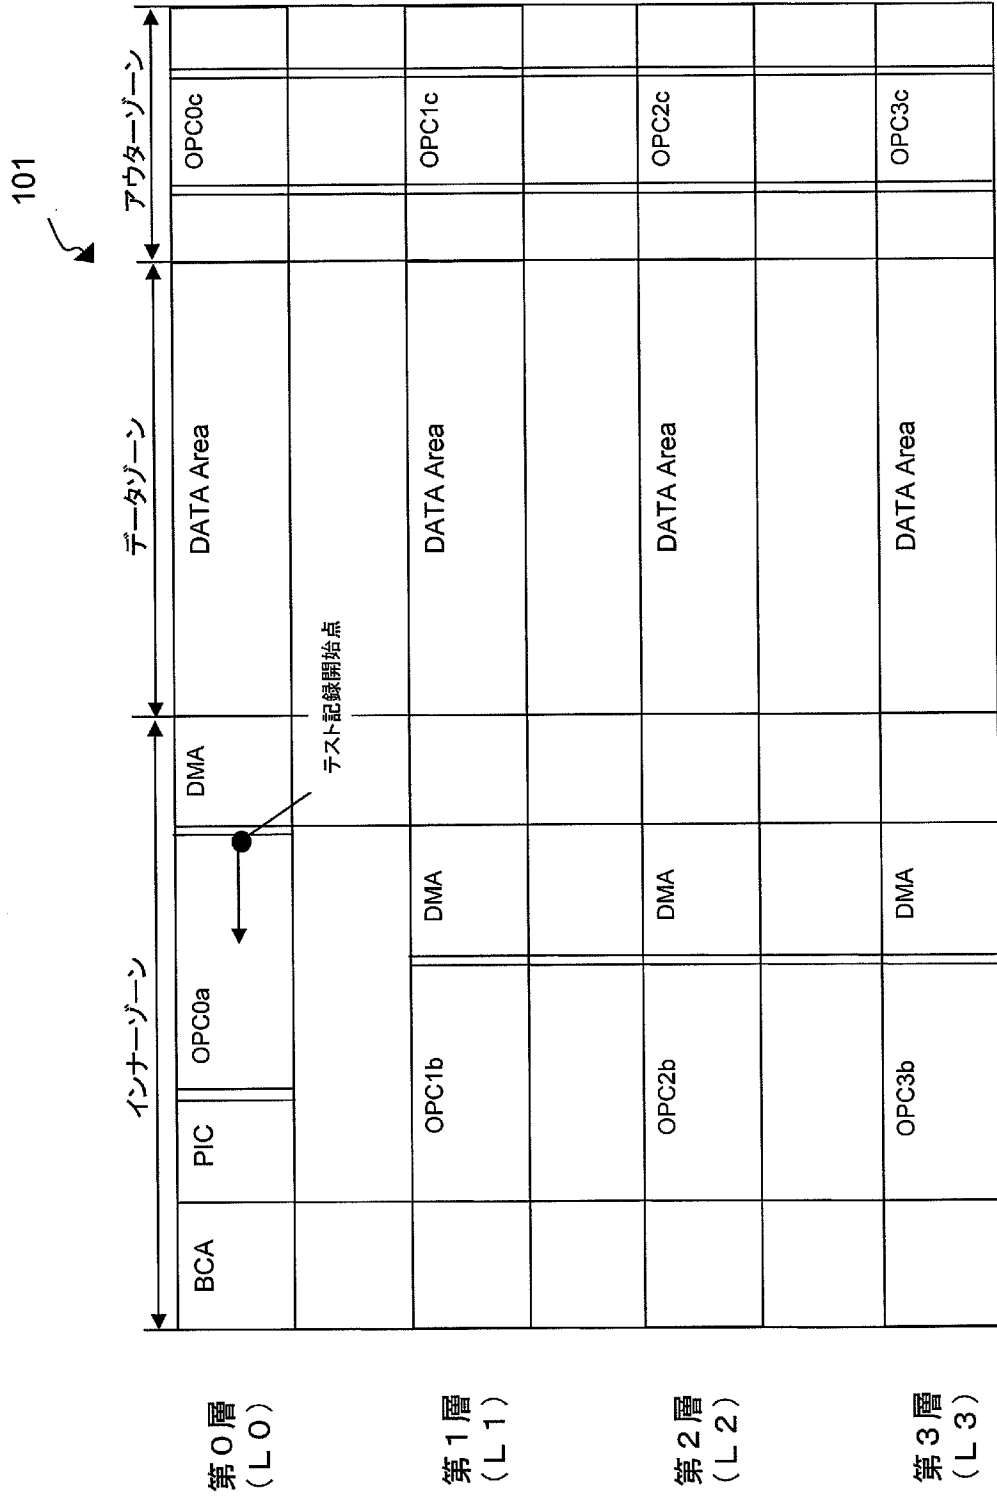 101
インナーゾーン
データゾーン
アウターゾーン
第0層
(L0)
BCA
PIC
OPC0a
DMA
DATA Area
OPC0c
テスト記録開始点
第1層
(L1)
OPC1b
DMA
DATA Area
OPC1c
第2層
(L2)
OPC2b
DMA
DATA Area
OPC2c
第3層
(L3)
OPC3b
DMA
DATA Area
OPC3c